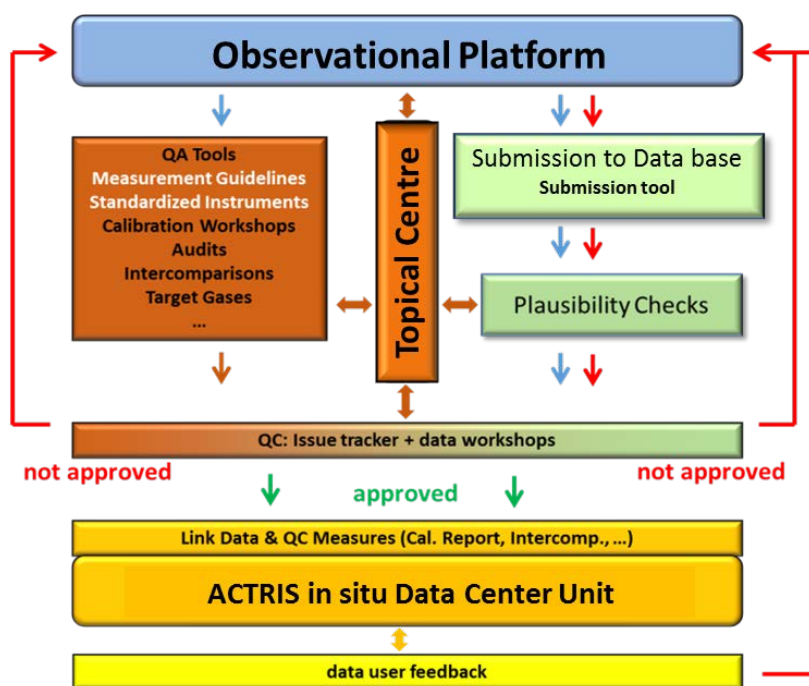 Observational Platform
QA Tools
Measurement Guidelines
Standardized Instruments
Calibration Workshops
Audits
Intercomparisons
Target Gases
...
Topical Centre
Submission to Data base
Submission tool
Plausibility Checks
QC: Issue tracker + data workshops
not approved
approved
not approved
Link Data & QC Measures (Cal. Report, Intercomp., ...)
ACTRIS in situ Data Center Unit
data user feedback